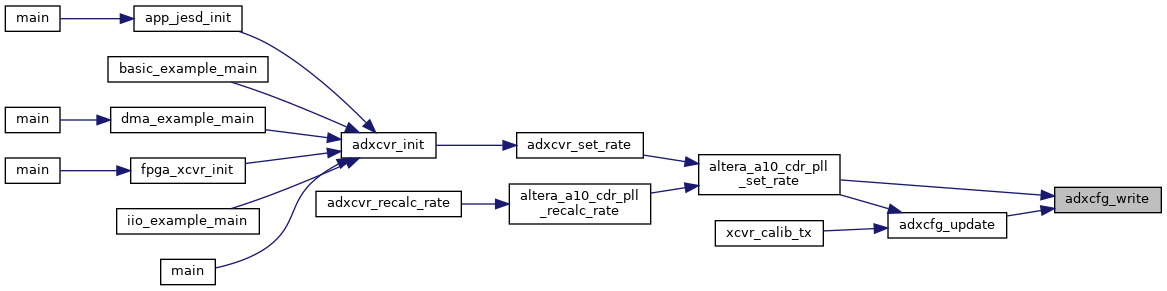 main
app_jesd_init
basic_example_main
main
dma_example_main
main
fpga_xcvr_init
iio_example_main
main
adxcvr_init
adxcvr_recalc_rate
adxcvr_set_rate
altera_a10_cdr_pll
_recalc_rate
altera_a10_cdr_pll
_set_rate
xcvr_calib_tx
adxcfg_update
adxcfg_write